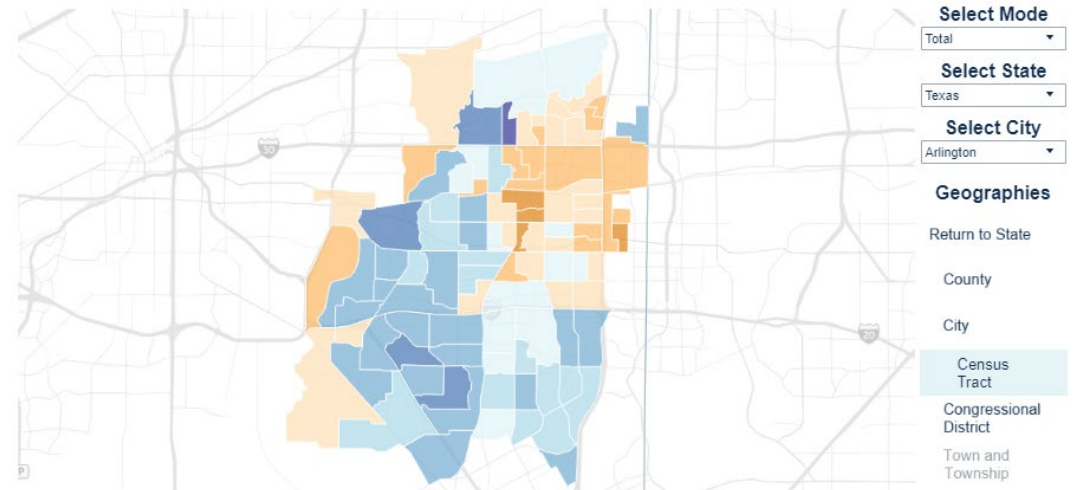 Select Mode
Total
Select State
Texas
Select City
Arlington
Geographies
Return to State
County
City
Census
Tract
Congressional
District
Town and
Township
30
20
P